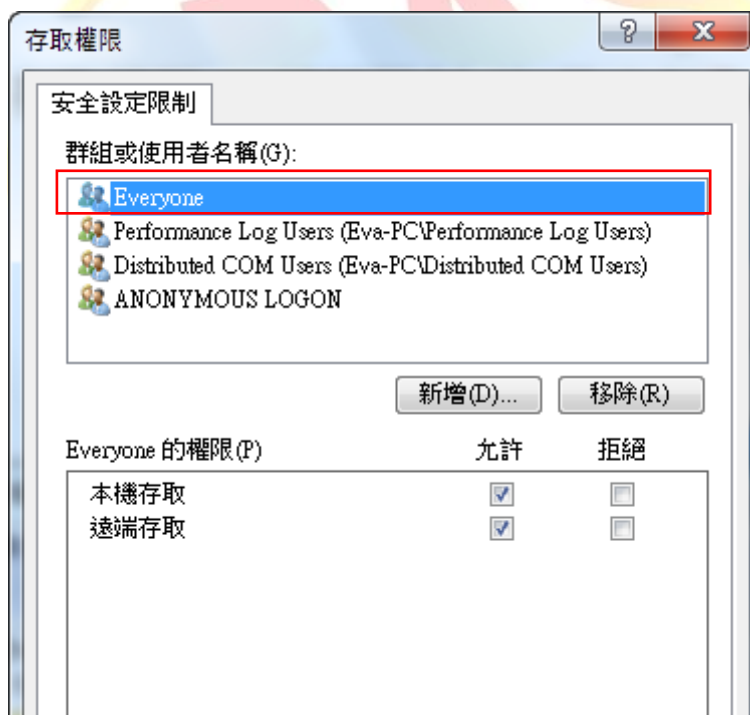 存取權限
安全設定限制
群組或使用者名稱(G):
Everyone
Performance Log Users (Eva-PC\Performance Log Users)
Distributed COM Users (Eva-PC\Distributed COM Users)
ANONYMOUS LOGON
新增(D)... 移除(R)
Everyone 的權限(P) 允許 拒絕
本機存取
遠端存取